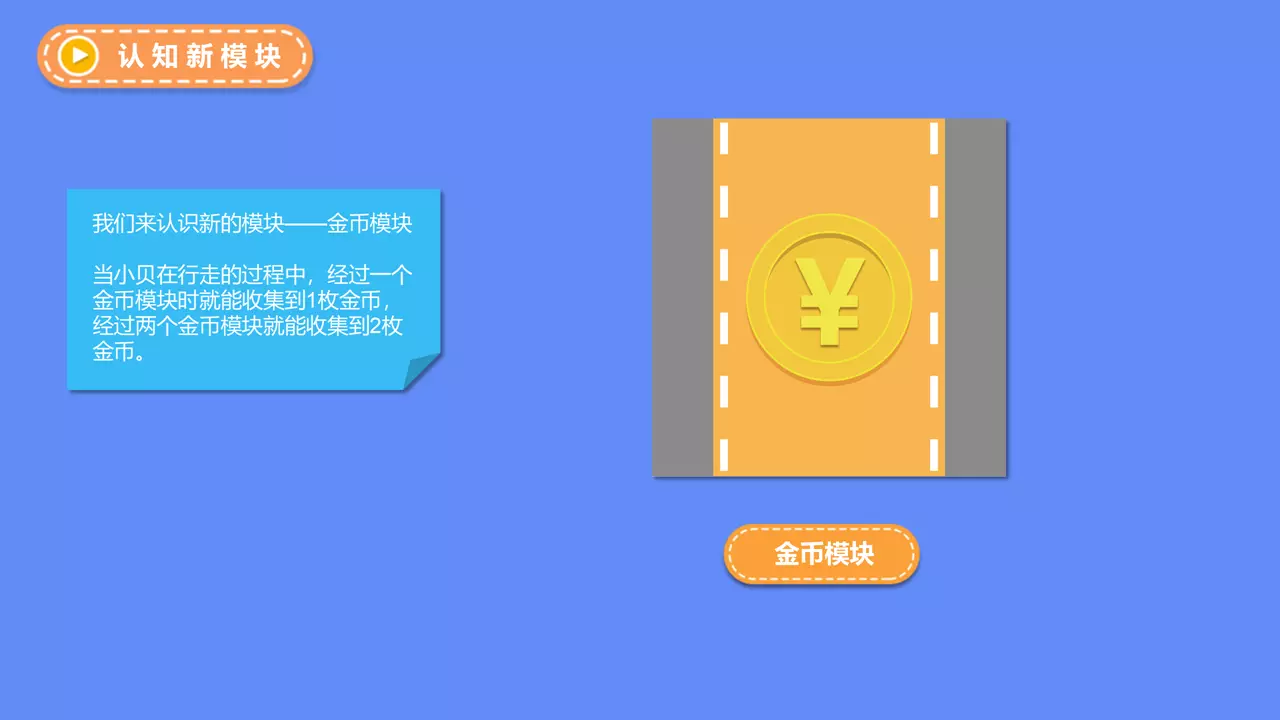 认知新模块
我们来认识新的模块——金币模块
当小贝在行走的过程中，经过一个
金币模块时就能收集到1枚金币，
经过两个金币模块就能收集到2枚
金币。
¥
金币模块